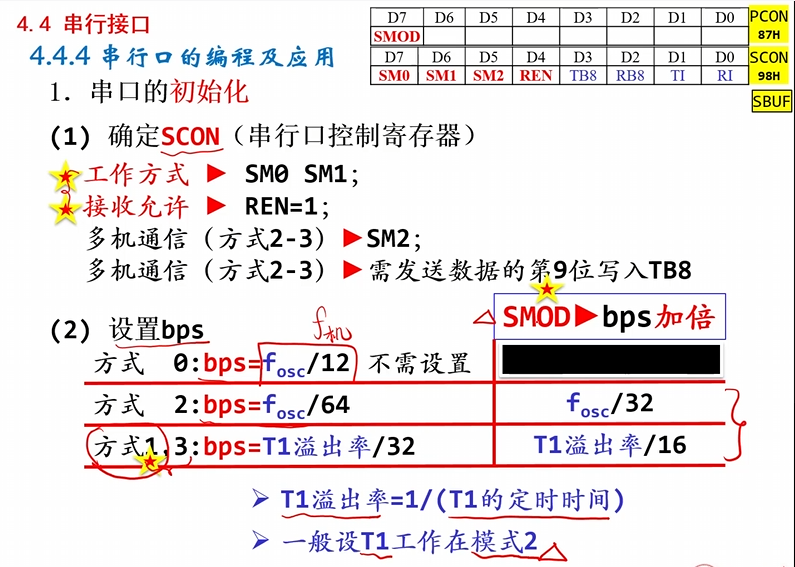 4.4 串行接口
D7 D6 D5 D4 D3 D2 D1 D0 PCON
SMOD 87H
D7 D6 D5 D4 D3 D2 D1 D0 SCON
SM0 SM1 SM2 REN TB8 RB8 TI RI 98H
SBUF
4.4.4 串行口的编程及应用
1. 串口的初始化
(1) 确定SCON（串行口控制寄存器）
工作方式 ► SM0 SM1;
接收允许 ► REN=1;
多机通信（方式2-3）►SM2;
多机通信（方式2-3）►需发送数据的第9位写入TB8
(2) 设置bps f机 SMOD►bps加倍
方式 0:bps=fosc/12 不需设置
方式 2:bps=fosc/64 fosc/32
方式1,3:bps=T1溢出率/32 T1溢出率/16
➢ T1溢出率=1/(T1的定时时间)
➢ 一般设T1工作在模式2